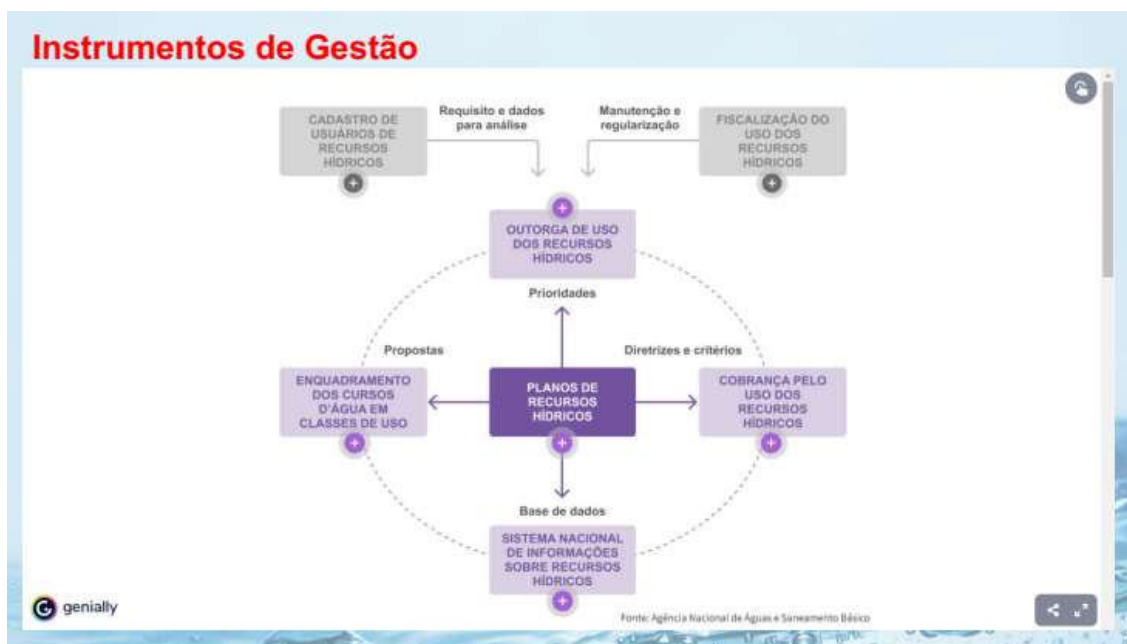 Instrumentos de Gestão
CADASTRO DE
USUÁRIOS DE
RECURSOS
HÍDRICOS
Requisito e dados
para análise
Manutenção e
regularização
FISCALIZAÇÃO DO
USO DOS
RECURSOS
HÍDRICOS
OUTORGA DE USO
DOS RECURSOS
HÍDRICOS
Prioridades
Propostas
Diretrizes e critérios
ENQUADRAMENTO
DOS CURSOS
D'ÁGUA EM
CLASSES DE USO
PLANOS DE
RECURSOS
HÍDRICOS
COBRANÇA PELO
USO DOS
RECURSOS
HÍDRICOS
Base de dados
SISTEMA NACIONAL
DE INFORMAÇÕES
SOBRE RECURSOS
HÍDRICOS
genially
Fonte: Agência Nacional de Águas e Saneamento Básico